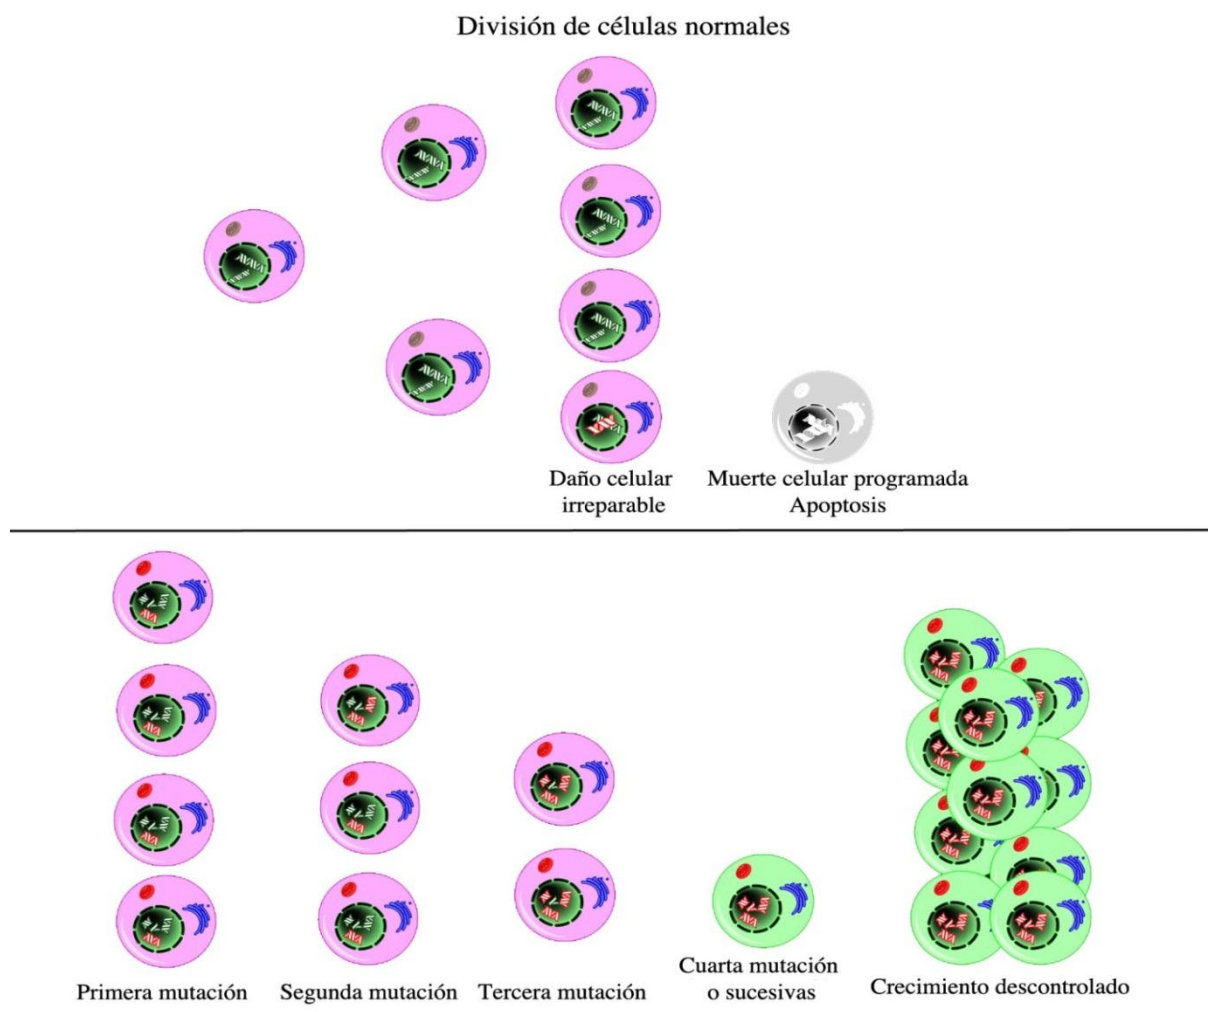 División de células normales
Daño celular
irreparable
Muerte celular programada
Apoptosis
Primera mutación
Segunda mutación
Tercera mutación
Cuarta mutación
o sucesivas
Crecimiento descontrolado